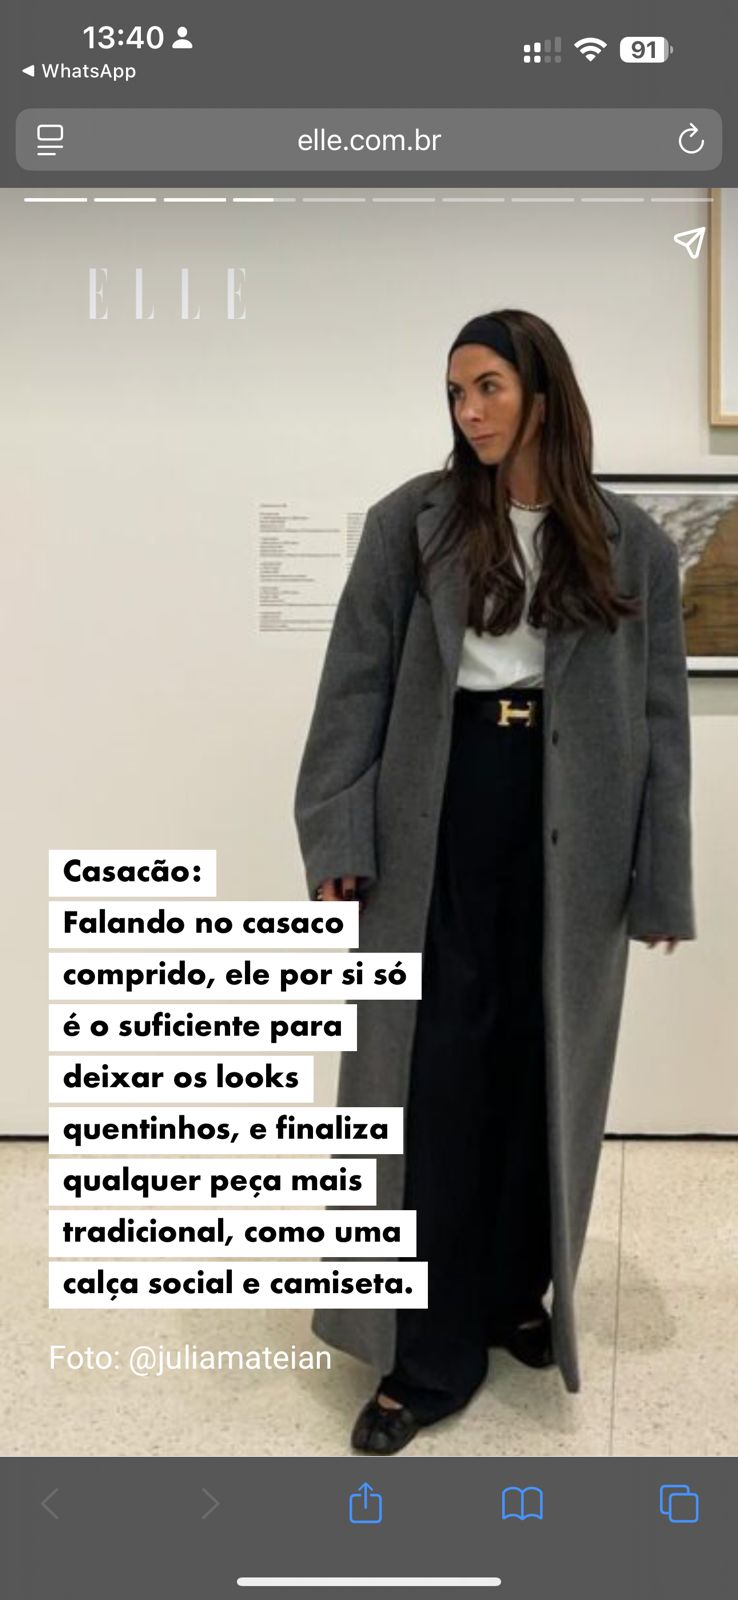 13:40
WhatsApp
91
elle.com.br
ELLE
Casacão:
Falando no casaco
comprido, ele por si só
é o suficiente para
deixar os looks
quentinhos, e finaliza
qualquer peça mais
tradicional, como uma
calça social e camiseta.
Foto: @juliamateian